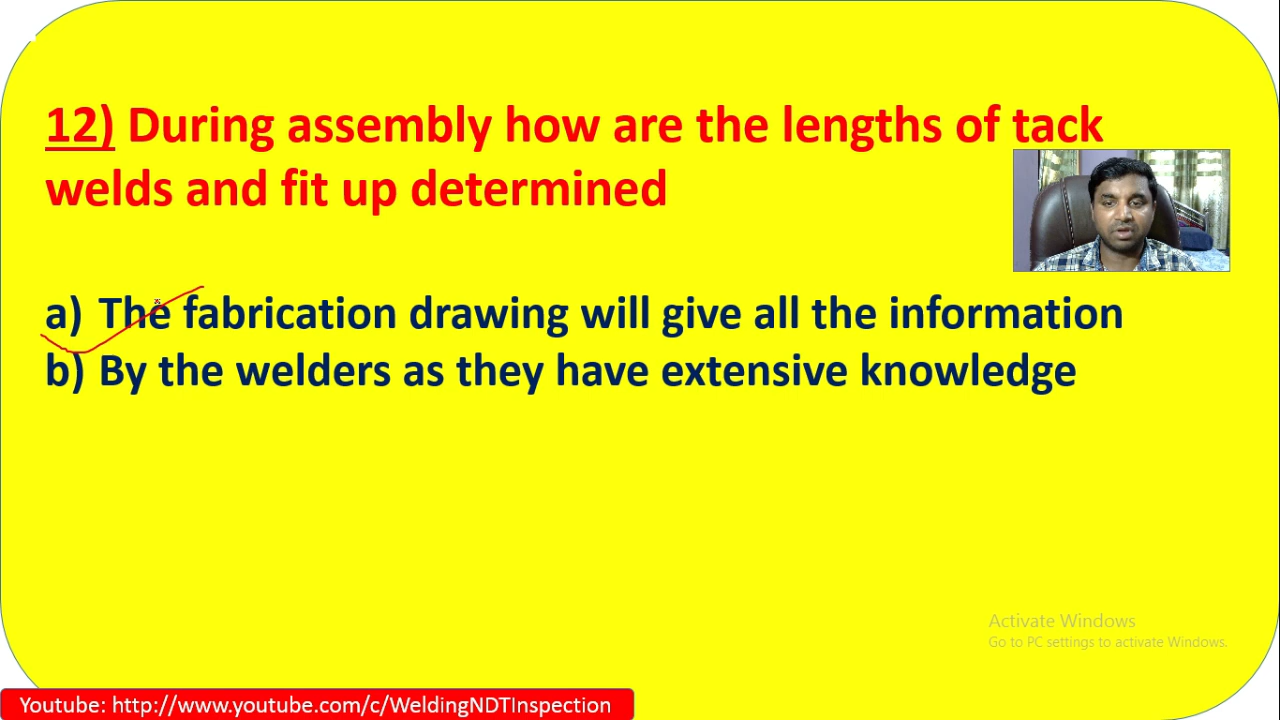 12) During assembly how are the lengths of tack
welds and fit up determined
a) The fabrication drawing will give all the information
b) By the welders as they have extensive knowledge
Activate Windows
Go to PC settings to activate Windows.
Youtube: http://www.youtube.com/c/WeldingNDTInspection